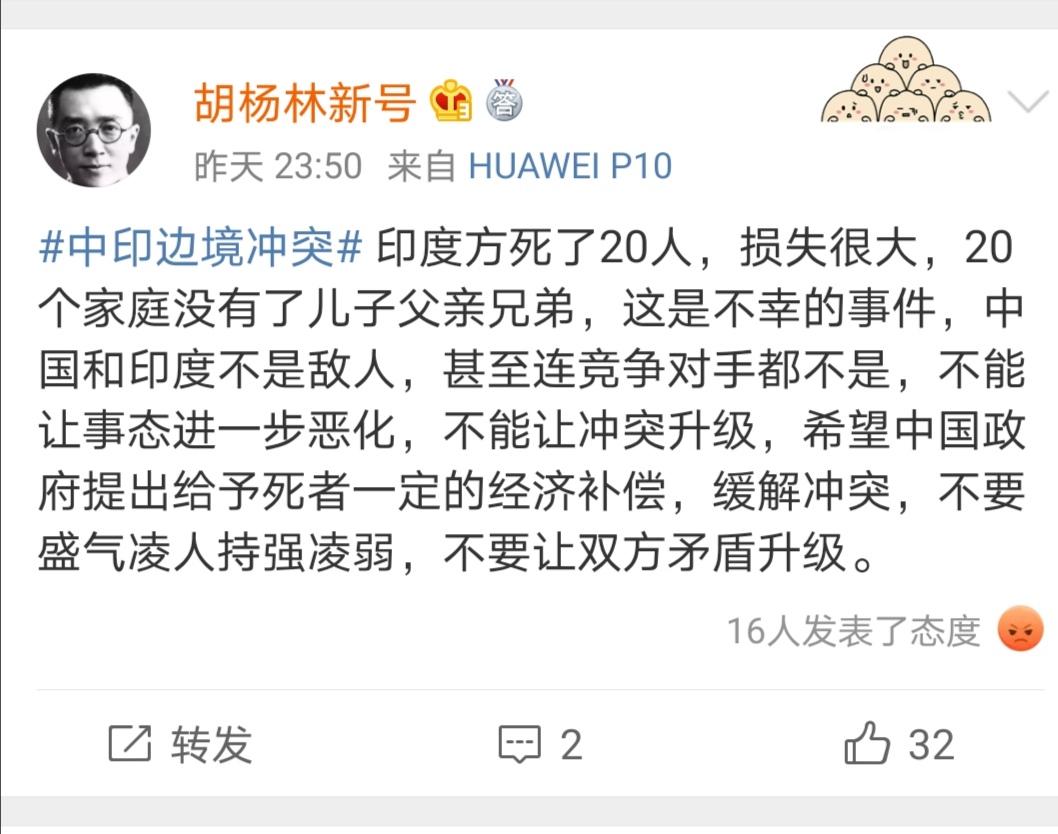 胡杨林新号
答
昨天 23:50 来自 HUAWEI P10
#中印边境冲突# 印度方死了20人，损失很大，20
个家庭没有了儿子父亲兄弟，这是不幸的事件，中
国和印度不是敌人，甚至连竞争对手都不是，不能
让事态进一步恶化，不能让冲突升级，希望中国政
府提出给予死者一定的经济补偿，缓解冲突，不要
盛气凌人持强凌弱，不要让双方矛盾升级。
16人发表了态度
转发 2 32